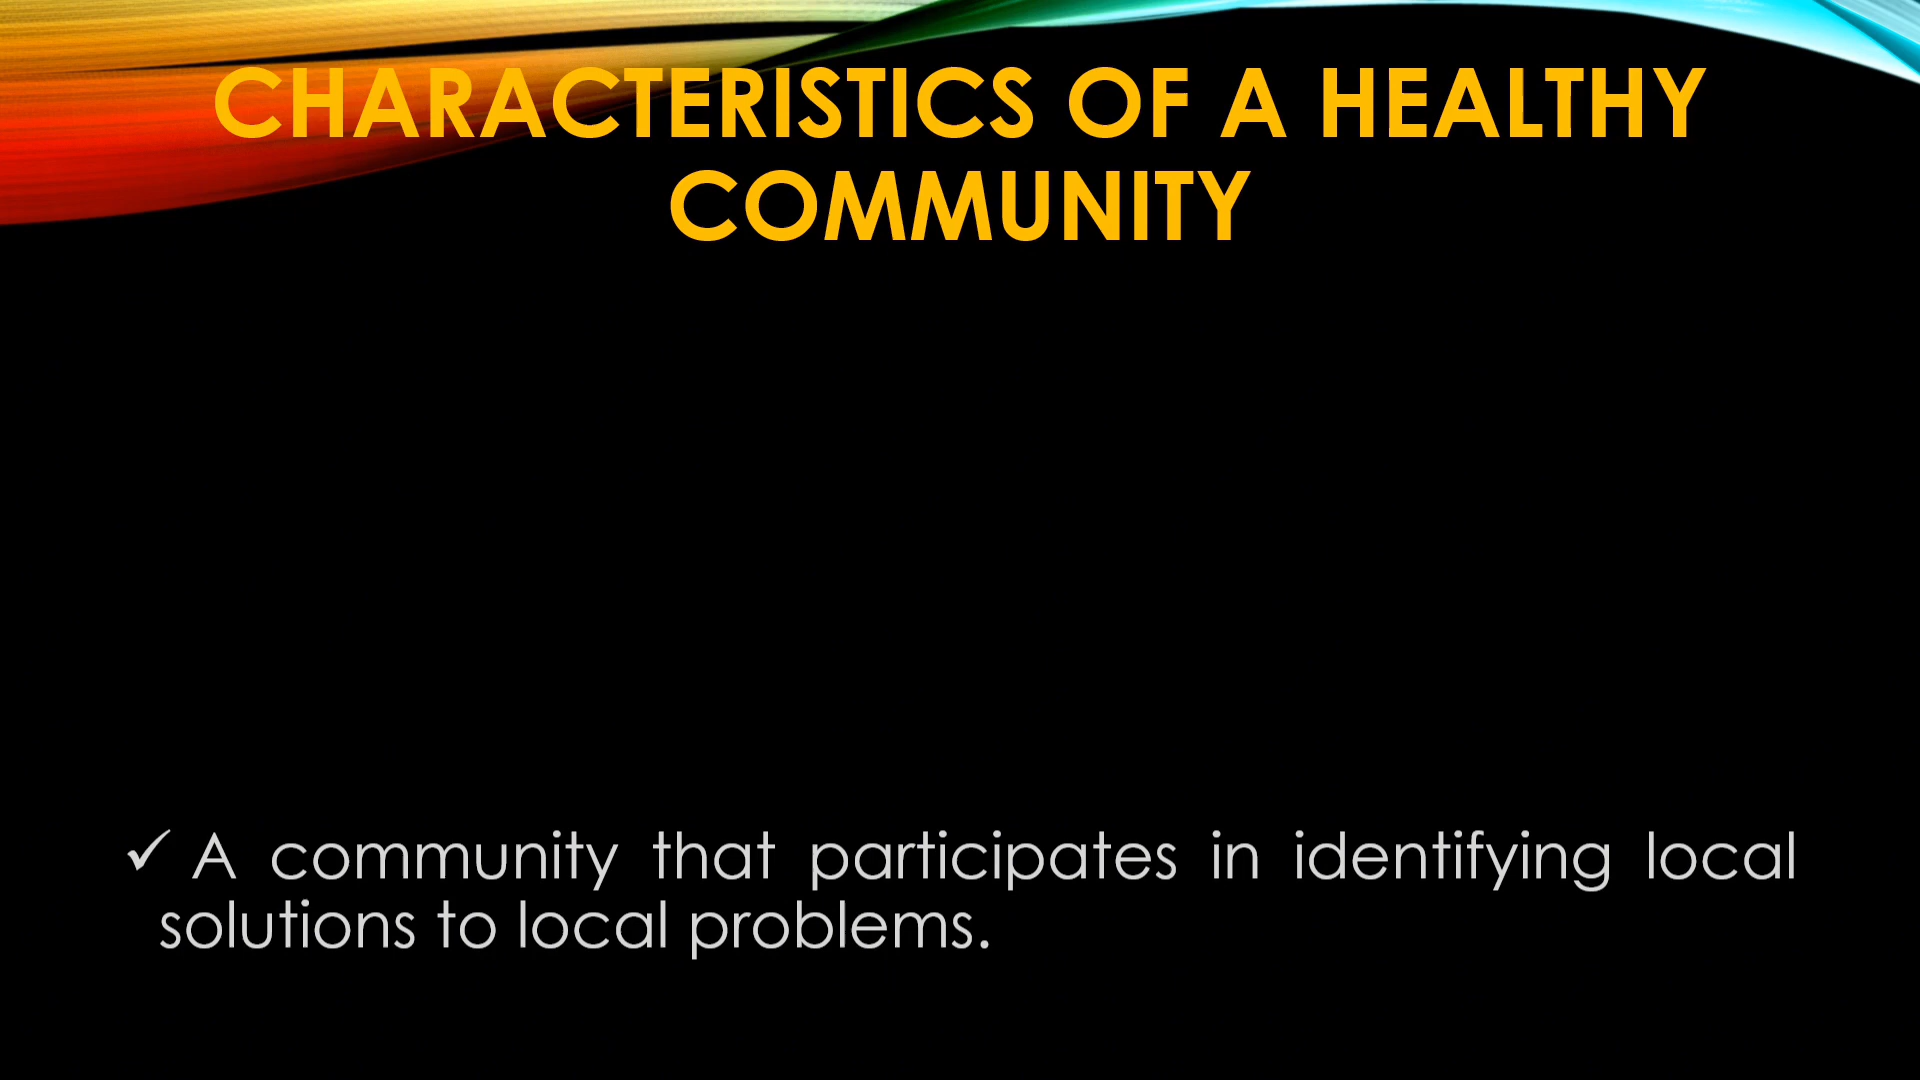 CHARACTERISTICS OF A HEALTHY
COMMUNITY
✓ A community that participates in identifying local
solutions to local problems.